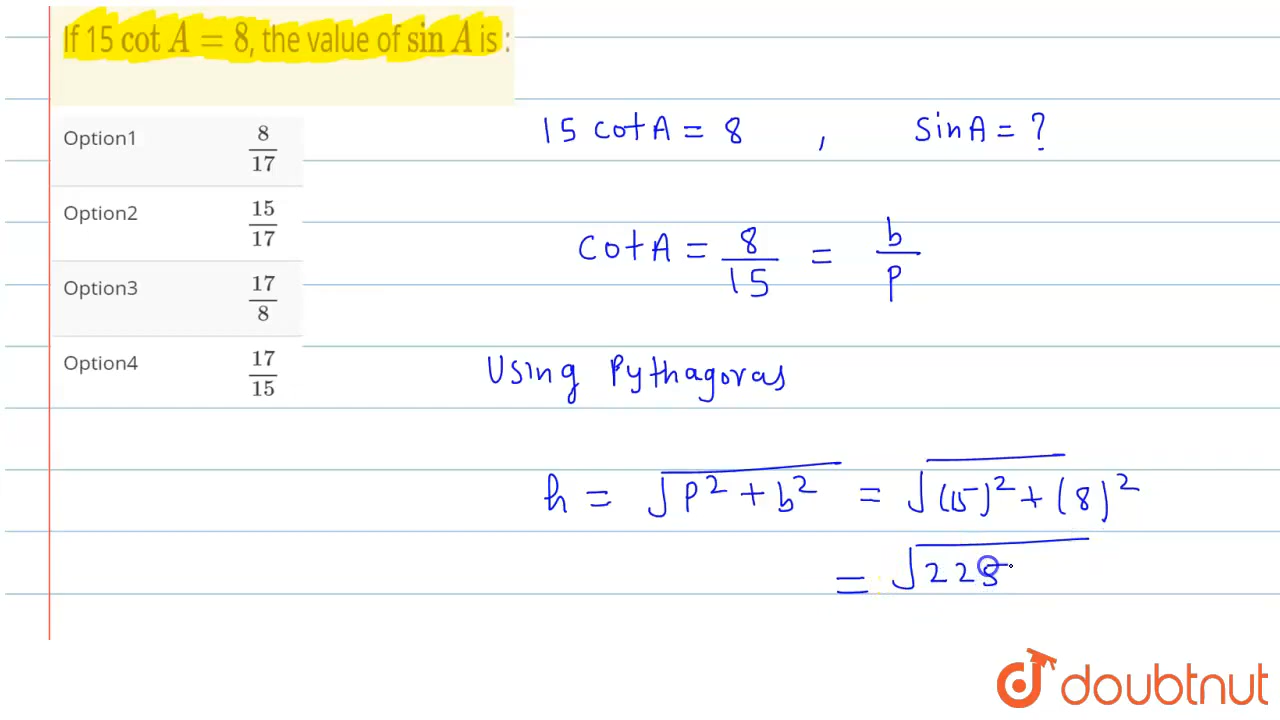 If 15 cot A = 8, the value of sin A is :
Option1 8/17
Option2 15/17
Option3 17/8
Option4 17/15
15 cot A = 8 , sin A = ?
cot A = 8/15 = b/p
Using Pythagoras
h = √(p² + b²) = √((15)² + (8)²)
= √225
doubtnut